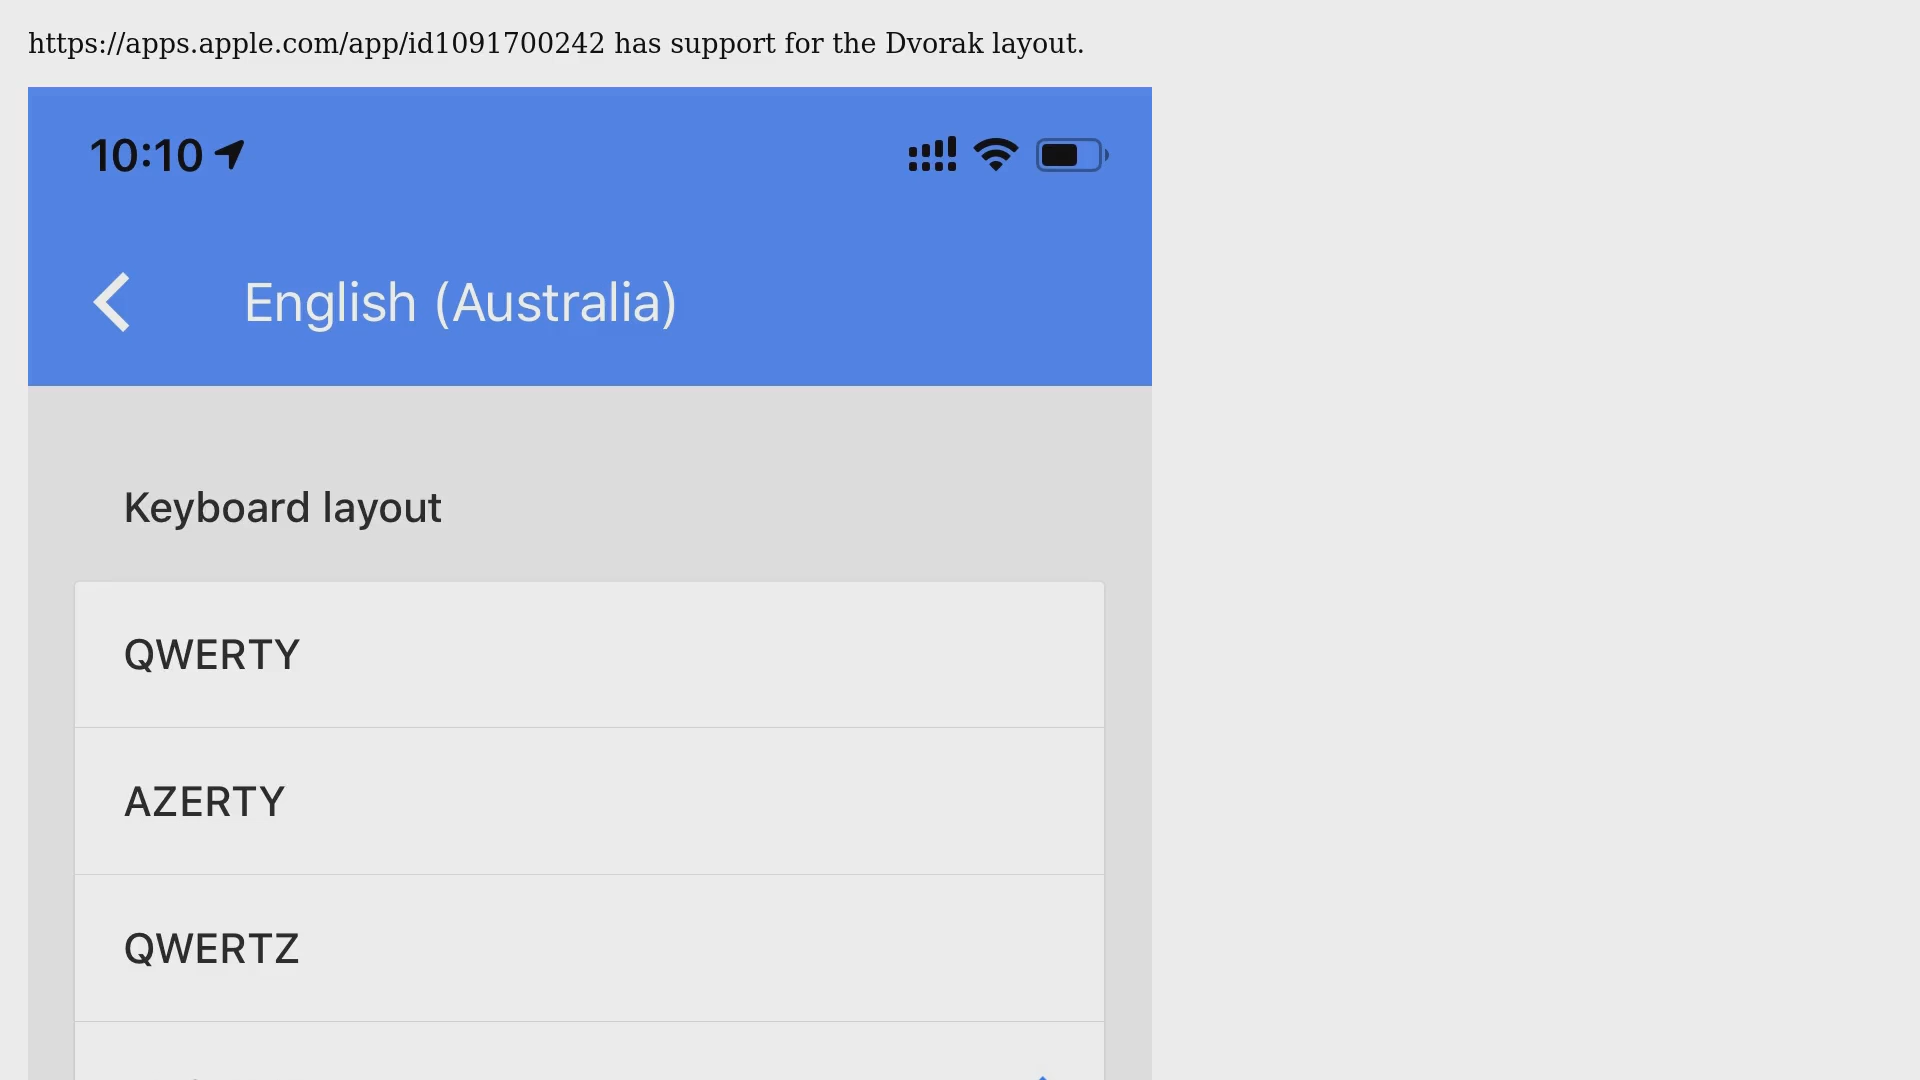 https://apps.apple.com/app/id1091700242 has support for the Dvorak layout.
10:10
English (Australia)
Keyboard layout
QWERTY
AZERTY
QWERTZ